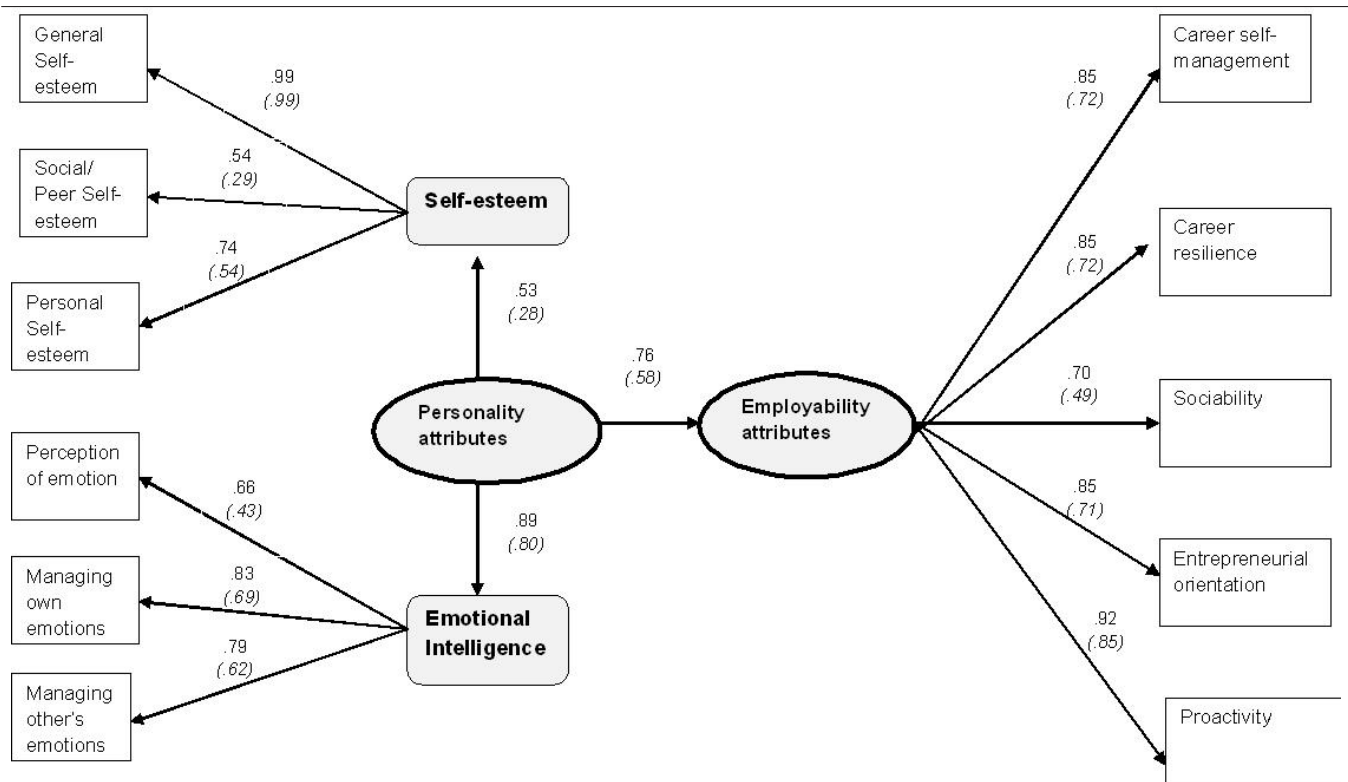 General
Self-
esteem
.99
(.99)
Social/
Peer Self-
esteem
.54
(.29)
Personal
Self-
esteem
.74
(.54)
Self-esteem
.53
(.28)
Personality
attributes
.76
(.58)
Employability
attributes
.89
(.80)
Emotional
Intelligence
Perception
of emotion
.66
(.43)
Managing
own
emotions
.83
(.69)
Managing
other's
emotions
.79
(.62)
Career self-
management
.85
(.72)
Career
resilience
.85
(.72)
Sociability
.70
(.49)
Entrepreneurial
orientation
.85
(.71)
Proactivity
.92
(.85)